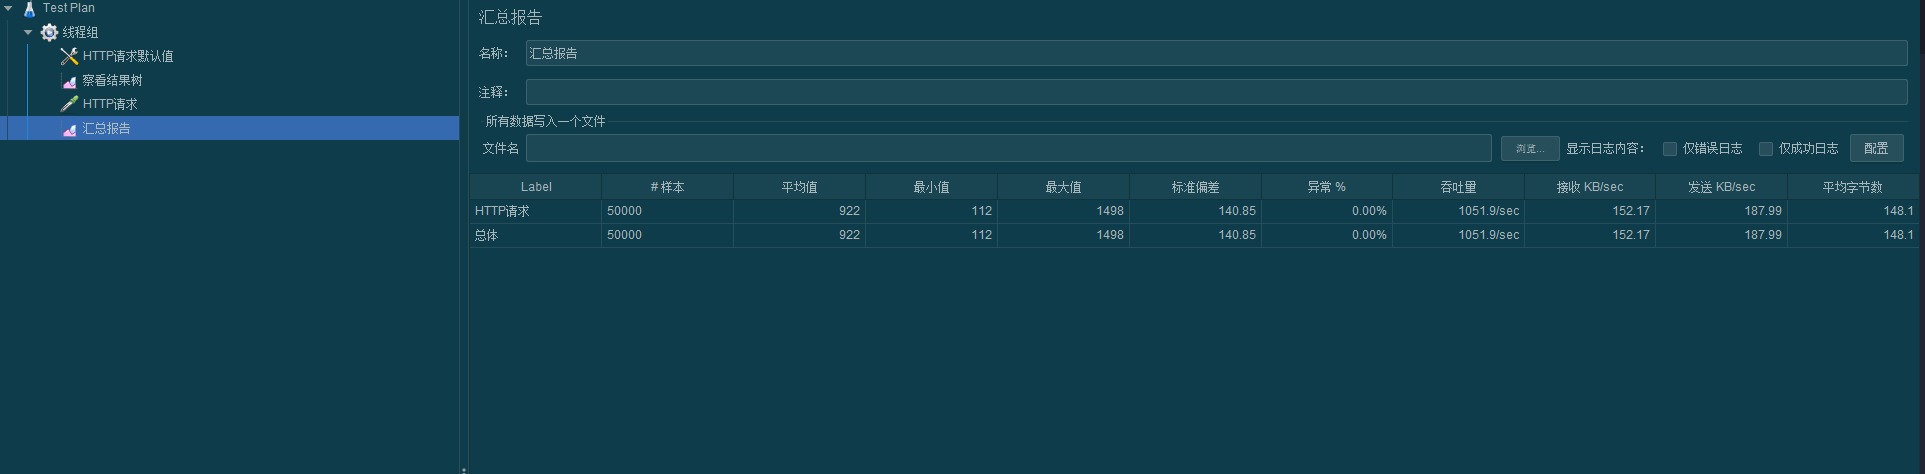 Test Plan
线程组
HTTP请求默认值
察看结果树
HTTP请求
汇总报告
汇总报告
名称： 汇总报告
注释：
所有数据写入一个文件
文件名 浏览... 显示日志内容： 仅错误日志 仅成功日志 配置
Label # 样本 平均值 最小值 最大值 标准偏差 异常 % 吞吐量 接收 KB/sec 发送 KB/sec 平均字节数
HTTP请求 50000 922 112 1498 140.85 0.00% 1051.9/sec 152.17 187.99 148.1
总体 50000 922 112 1498 140.85 0.00% 1051.9/sec 152.17 187.99 148.1